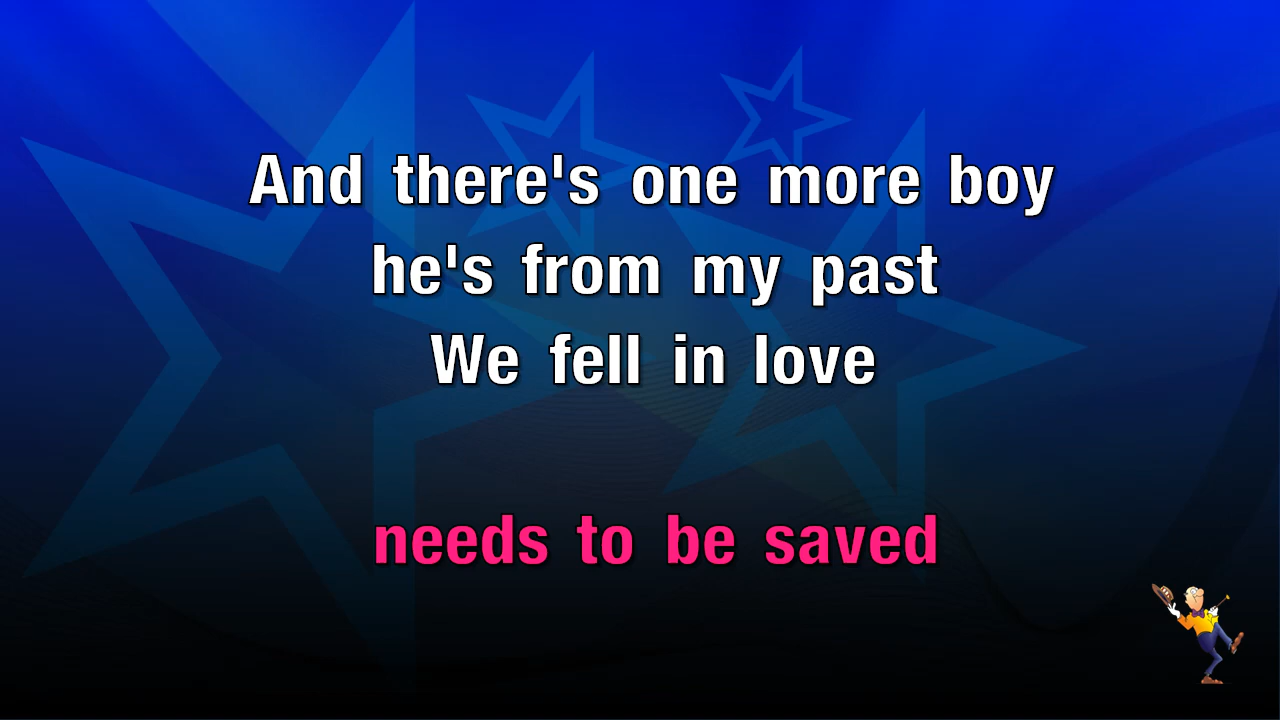 And there's one more boy
he's from my past
We fell in love
needs to be saved